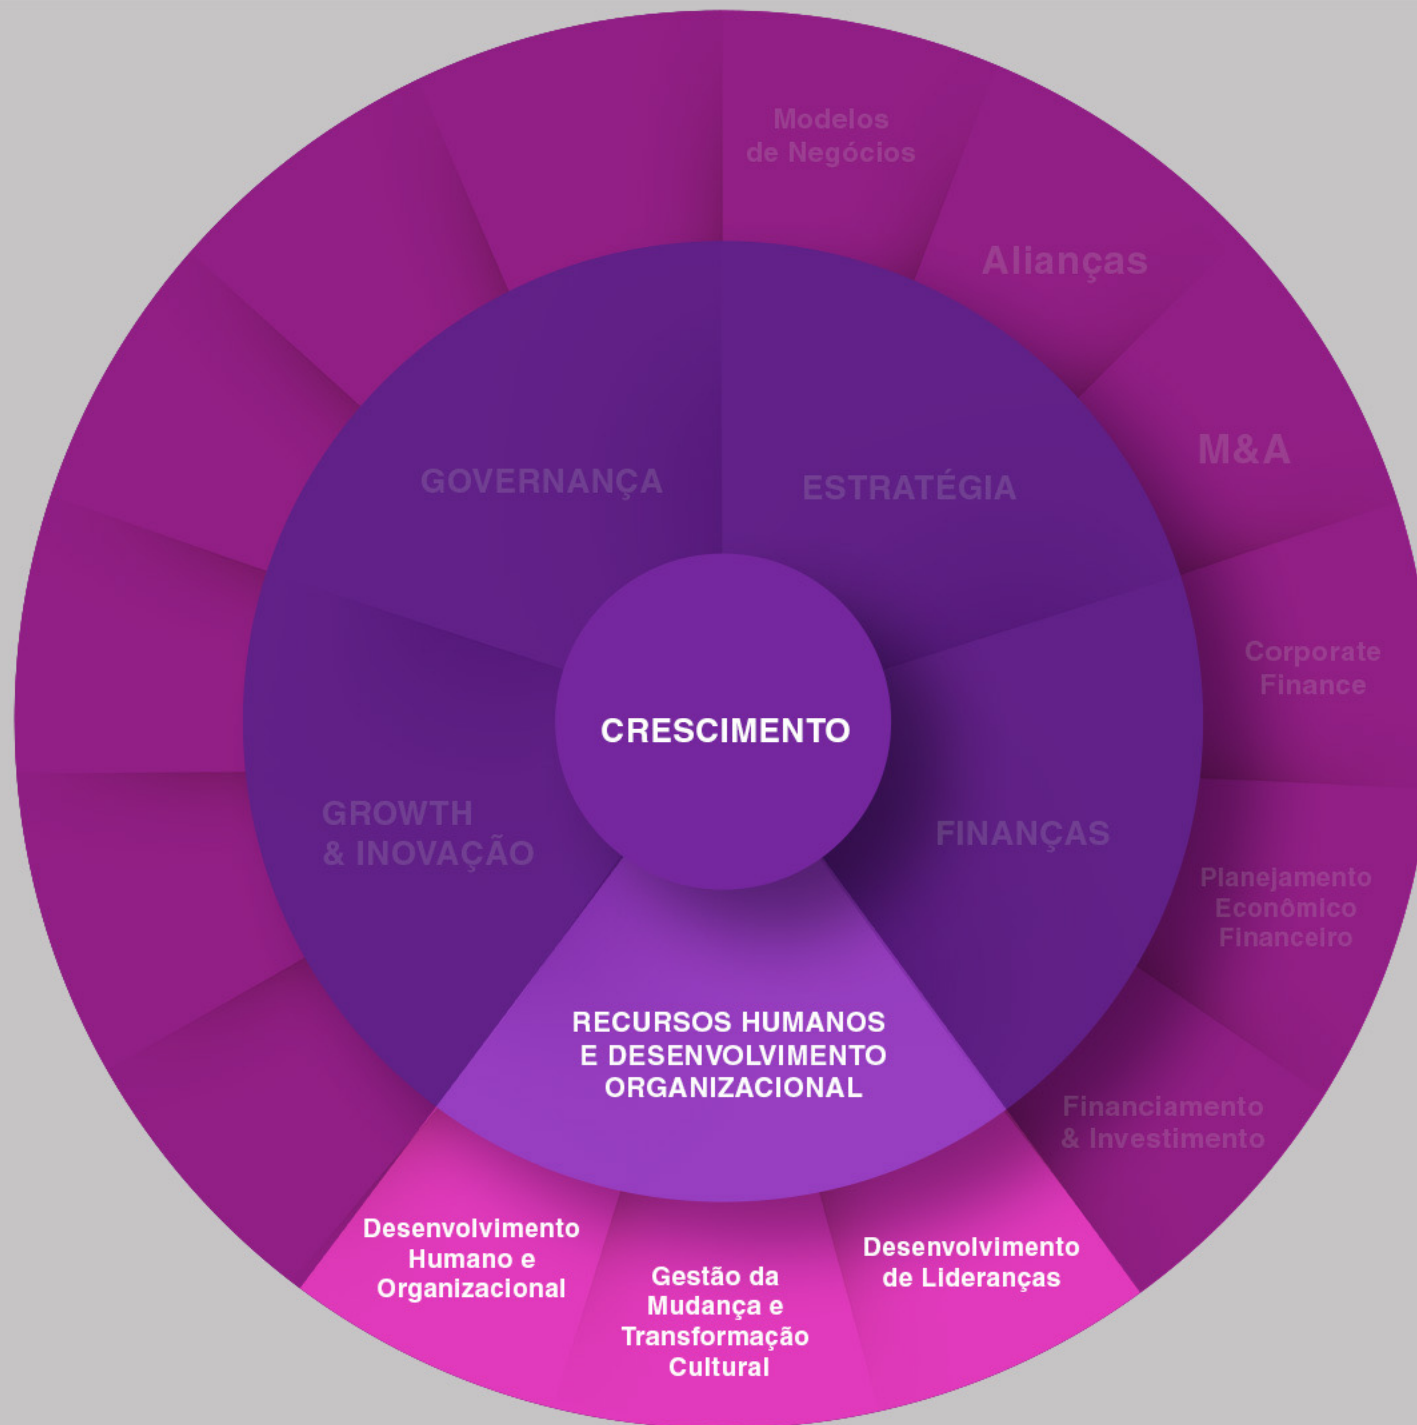 Modelos
de Negócios
Alianças
M&A
GOVERNANÇA
ESTRATÉGIA
Corporate
Finance
CRESCIMENTO
GROWTH
& INOVAÇÃO
FINANÇAS
Planejamento
Econômico
Financeiro
RECURSOS HUMANOS
E DESENVOLVIMENTO
ORGANIZACIONAL
Financiamento
& Investimento
Desenvolvimento
Humano e
Organizacional
Gestão da
Mudança e
Transformação
Cultural
Desenvolvimento
de Lideranças